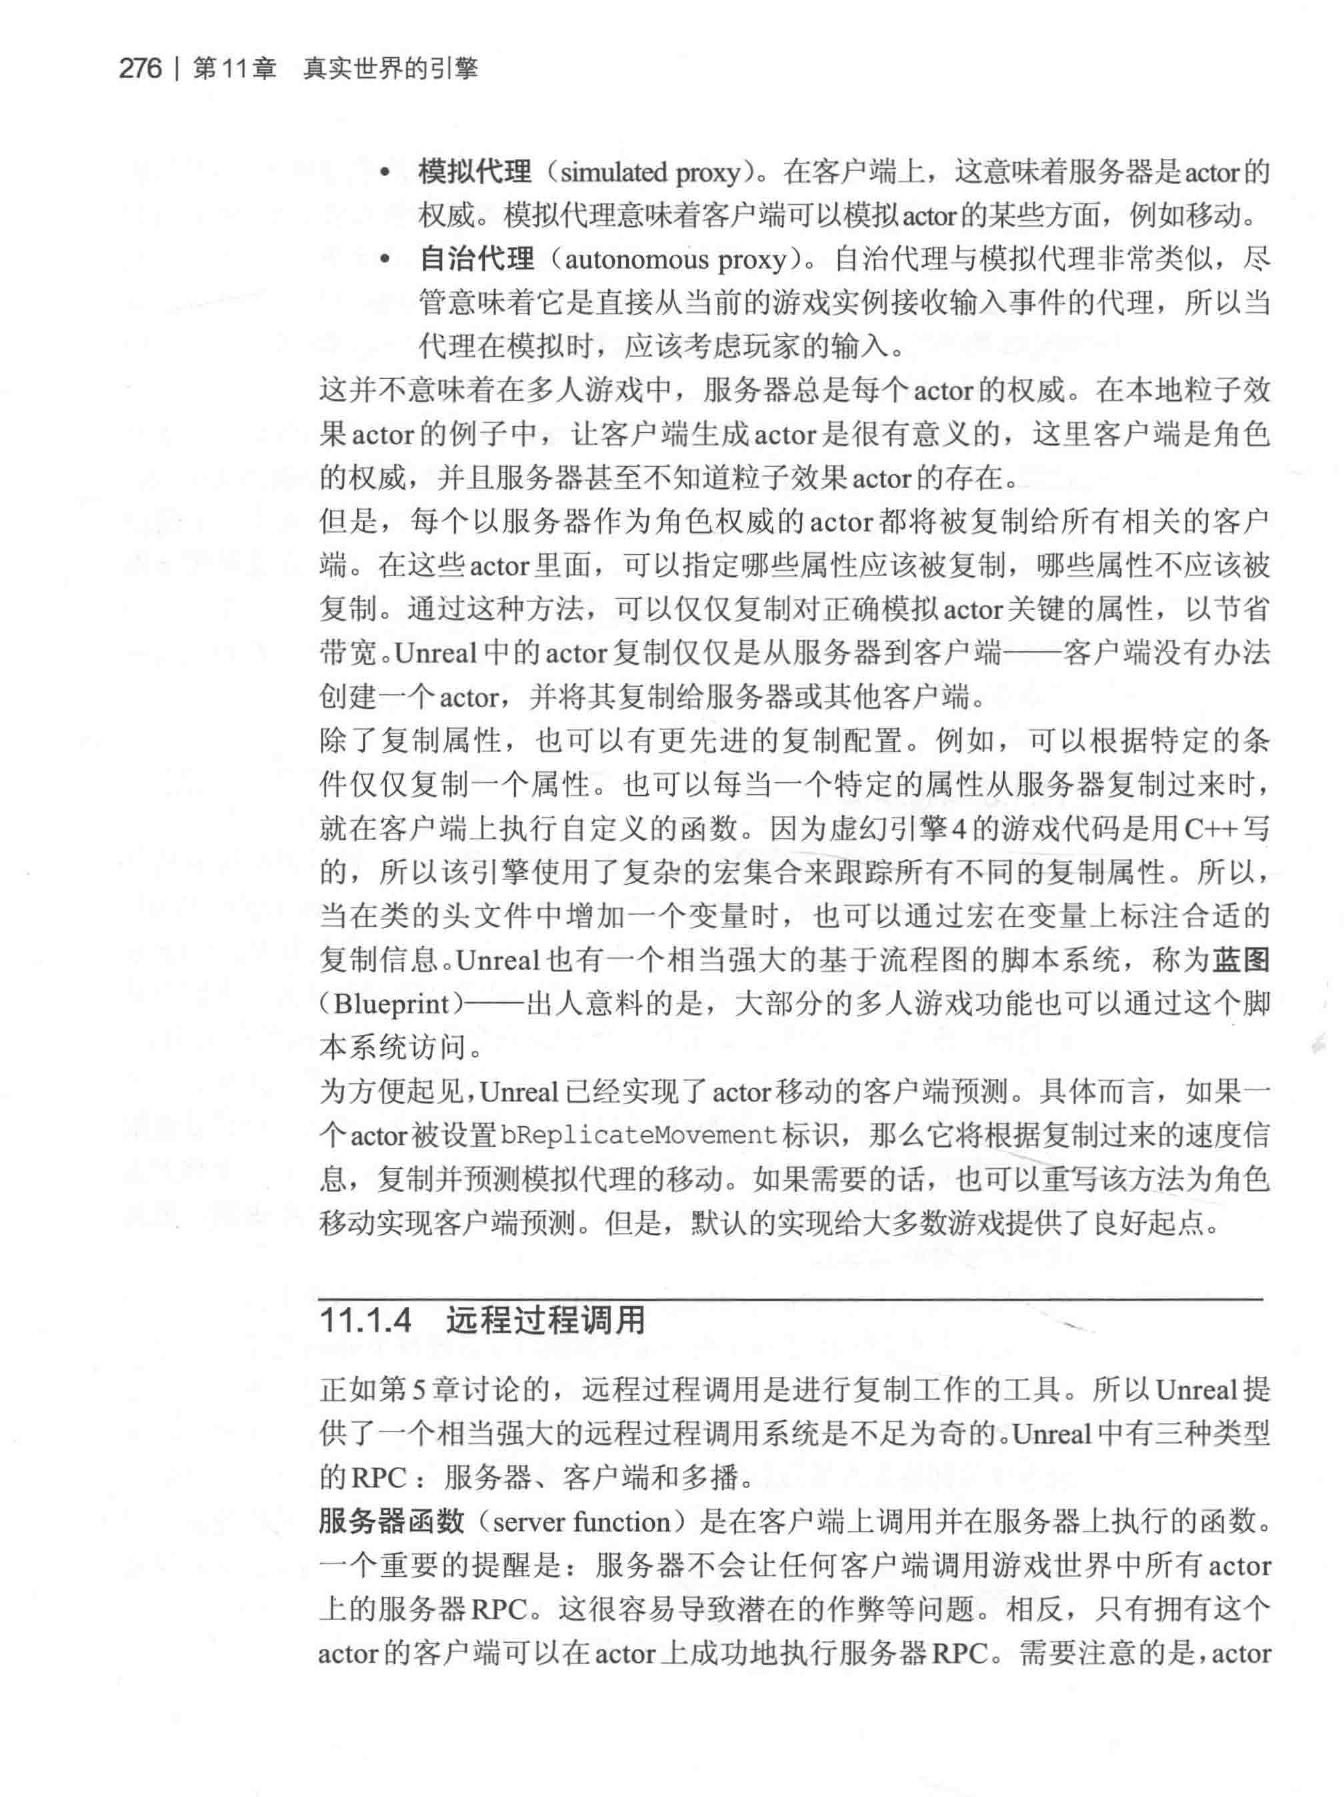 276 | 第11章 真实世界的引擎
• 模拟代理（simulated proxy）。在客户端上，这意味着服务器是actor的
权威。模拟代理意味着客户端可以模拟actor的某些方面，例如移动。
• 自治代理（autonomous proxy）。自治代理与模拟代理非常类似，尽
管意味着它是直接从当前的游戏实例接收输入事件的代理，所以当
代理在模拟时，应该考虑玩家的输入。
这并不意味着在多人游戏中，服务器总是每个actor的权威。在本地粒子效
果actor的例子中，让客户端生成actor是很有意义的，这里客户端是角色
的权威，并且服务器甚至不知道粒子效果actor的存在。
但是，每个以服务器作为角色权威的actor都将被复制给所有相关的客户
端。在这些actor里面，可以指定哪些属性应该被复制，哪些属性不应该被
复制。通过这种方法，可以仅仅复制对正确模拟actor关键的属性，以节省
带宽。Unreal中的actor复制仅仅是从服务器到客户端——客户端没有办法
创建一个actor，并将其复制给服务器或其他客户端。
除了复制属性，也可以有更先进的复制配置。例如，可以根据特定的条
件仅仅复制一个属性。也可以每当一个特定的属性从服务器复制过来时，
就在客户端上执行自定义的函数。因为虚幻引擎4的游戏代码是用C++写
的，所以该引擎使用了复杂的宏集合来跟踪所有不同的复制属性。所以，
当在类的头文件中增加一个变量时，也可以通过宏在变量上标注合适的
复制信息。Unreal也有一个相当强大的基于流程图的脚本系统，称为蓝图
（Blueprint）——出人意料的是，大部分的多人游戏功能也可以通过这个脚
本系统访问。
为方便起见，Unreal已经实现了actor移动的客户端预测。具体而言，如果一
个actor被设置bReplicateMovement标识，那么它将根据复制过来的速度信
息，复制并预测模拟代理的移动。如果需要的话，也可以重写该方法为角色
移动实现客户端预测。但是，默认的实现给大多数游戏提供了良好起点。
11.1.4 远程过程调用
正如第5章讨论的，远程过程调用是进行复制工作的工具。所以Unreal提
供了一个相当强大的远程过程调用系统是不足为奇的。Unreal中有三种类型
的RPC：服务器、客户端和多播。
服务器函数（server function）是在客户端上调用并在服务器上执行的函数。
一个重要的提醒是：服务器不会让任何客户端调用游戏世界中所有actor
上的服务器RPC。这很容易导致潜在的作弊等问题。相反，只有拥有这个
actor的客户端可以在actor上成功地执行服务器RPC。需要注意的是，actor